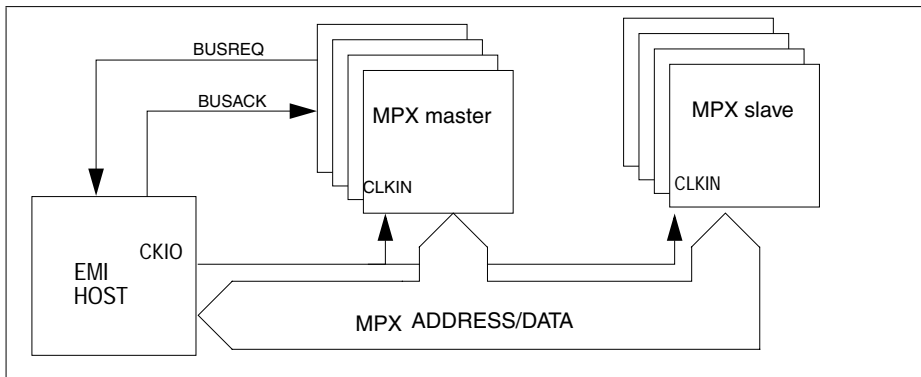 BUSREQ
BUSACK
MPX master
MPX slave
CLKIN
CLKIN
CKIO
EMI
HOST
MPX ADDRESS/DATA